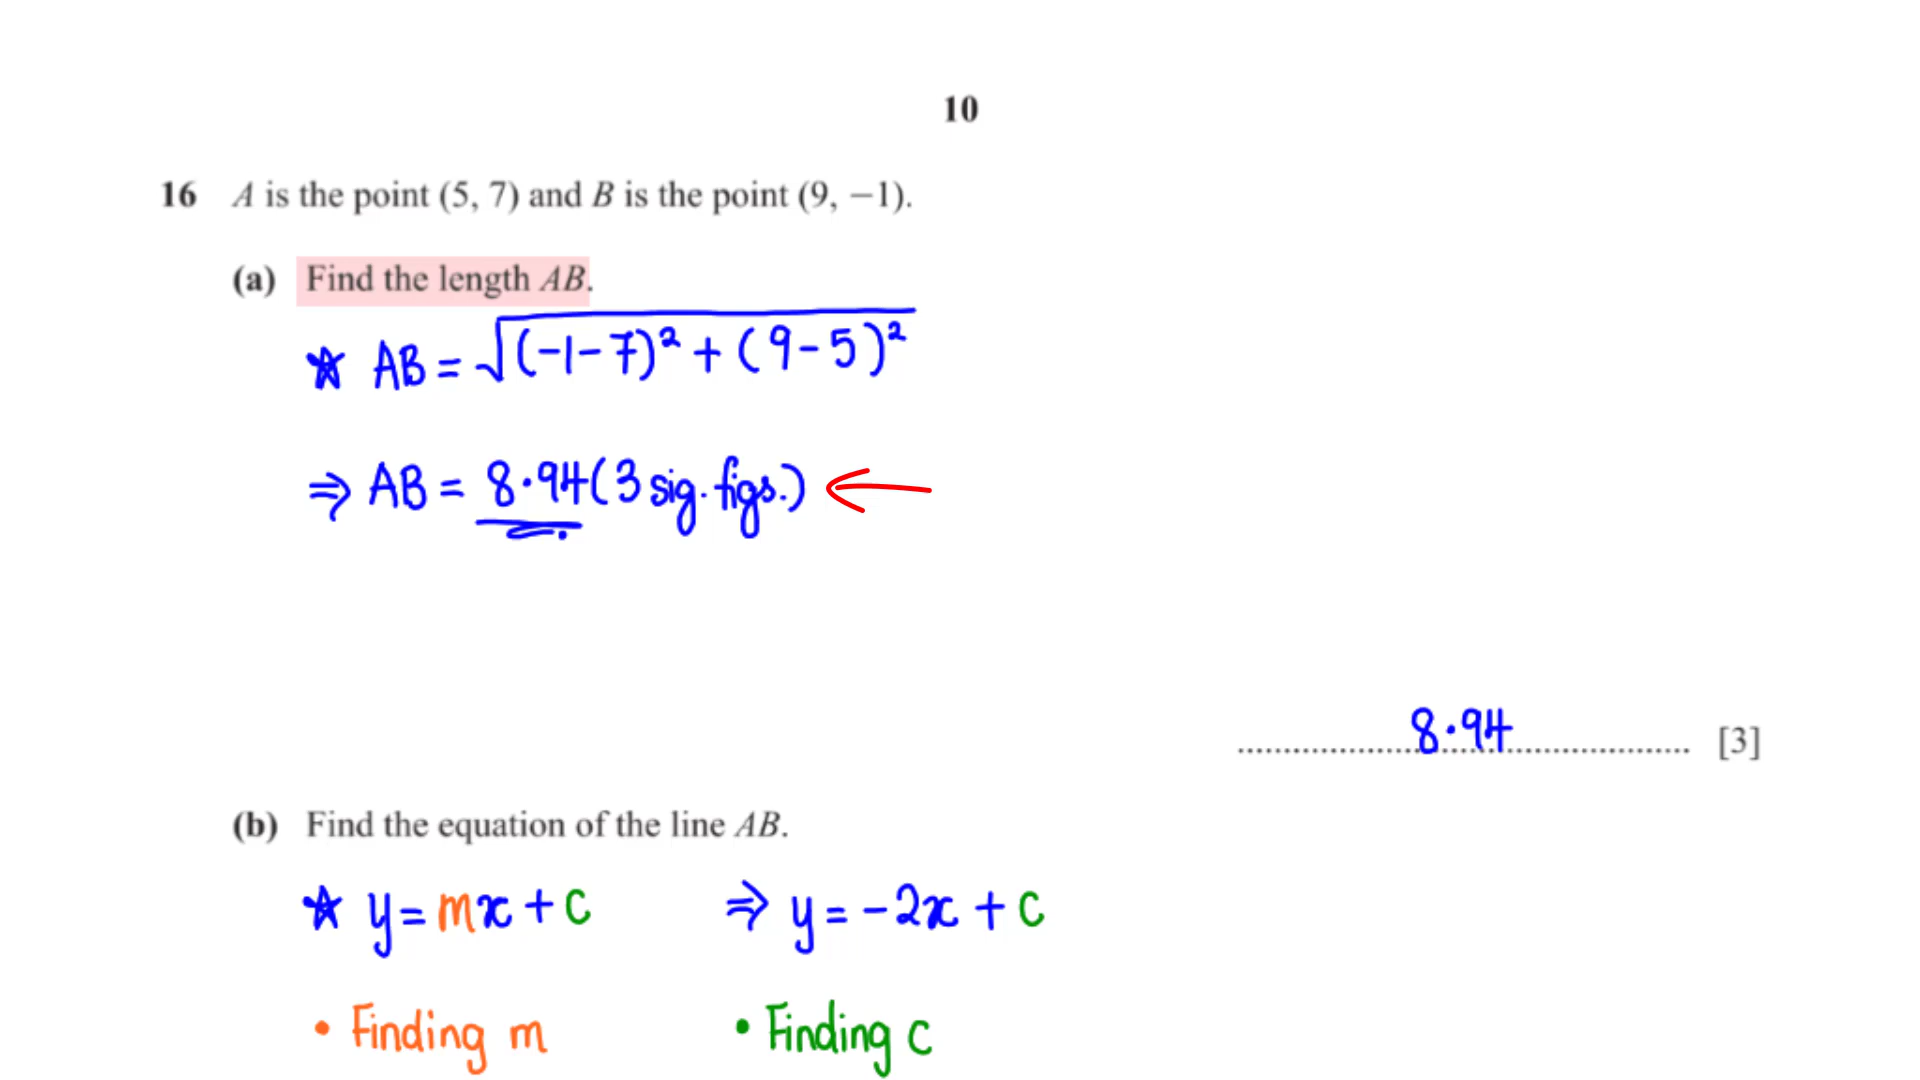 10
16 A is the point (5, 7) and B is the point (9, −1).
(a) Find the length AB.
☆ AB = √((-1-7)² + (9-5)²)
⇒ AB = 8·94 (3 sig. figs.) ←
8·94 [3]
(b) Find the equation of the line AB.
☆ y = mx + c ⇒ y = -2x + c
• Finding m • Finding c